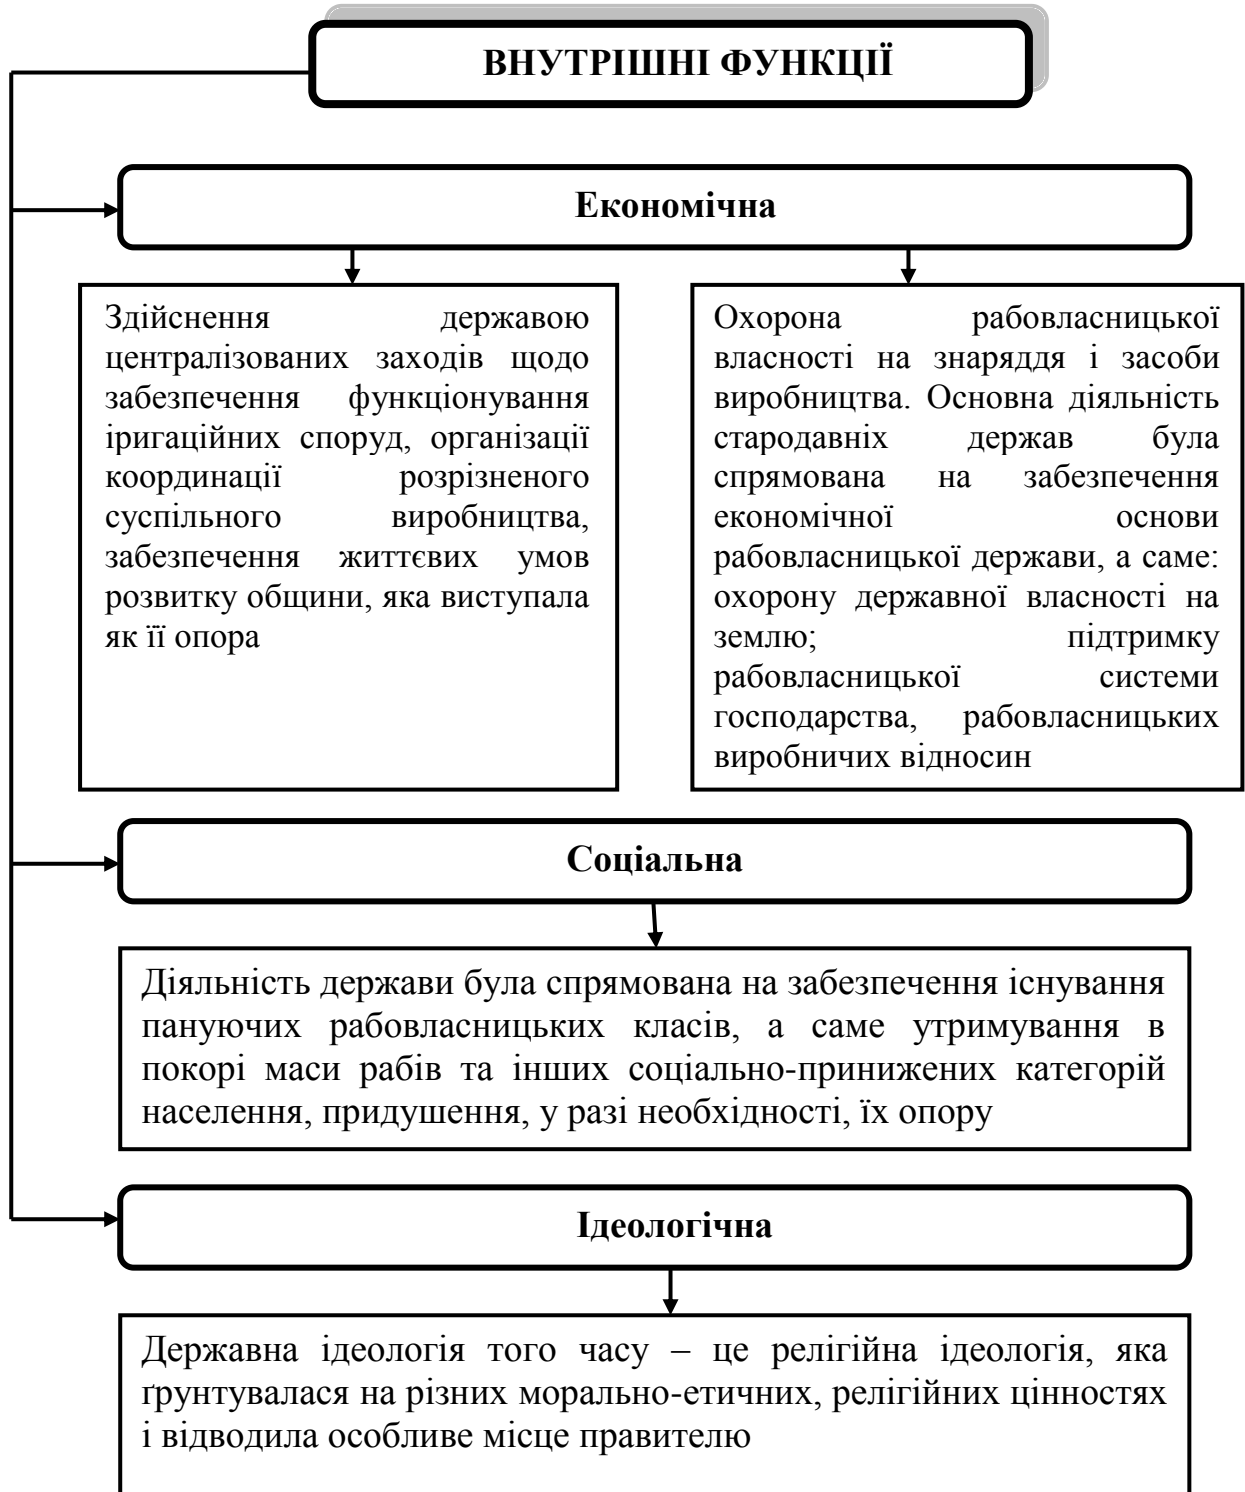 ВНУТРІШНІ ФУНКЦІЇ
Економічна
Здійснення державою
централізованих заходів щодо
забезпечення функціонування
іригаційних споруд, організації
координації розрізненого
суспільного виробництва,
забезпечення життєвих умов
розвитку общини, яка виступала
як її опора
Охорона рабовласницької
власності на знаряддя і засоби
виробництва. Основна діяльність
стародавніх держав була
спрямована на забезпечення
економічної основи
рабовласницької держави, а саме:
охорону державної власності на
землю; підтримку
рабовласницької системи
господарства, рабовласницьких
виробничих відносин
Соціальна
Діяльність держави була спрямована на забезпечення існування
пануючих рабовласницьких класів, а саме утримування в
покорі маси рабів та інших соціально-принижених категорій
населення, придушення, у разі необхідності, їх опору
Ідеологічна
Державна ідеологія того часу – це релігійна ідеологія, яка
ґрунтувалася на різних морально-етичних, релігійних цінностях
і відводила особливе місце правителю